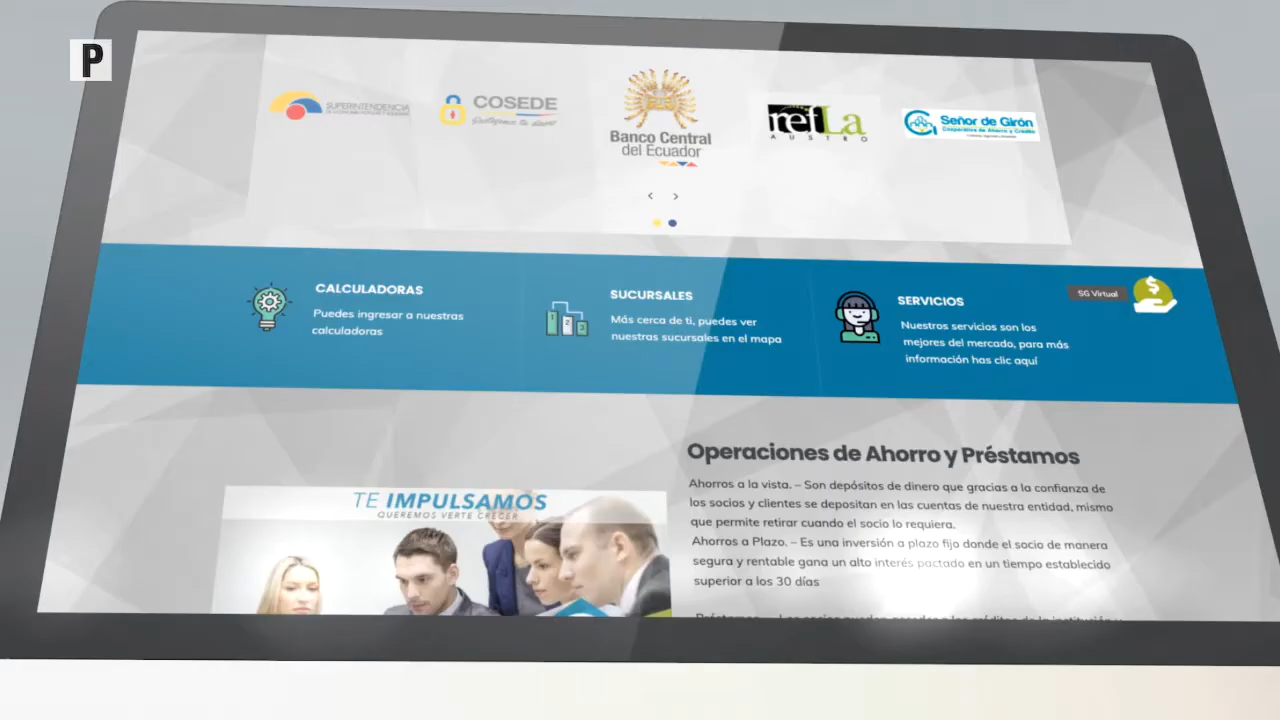 P
SUPERINTENDENCIA
COSEDE
Banco Central
del Ecuador
refLa
AUSTRO
Señor de Girón
Cooperativa de Ahorro y Crédito
CALCULADORAS
Puedes ingresar a nuestras
calculadoras
1 2 3
SUCURSALES
Más cerca de ti, puedes ver
nuestras sucursales en el mapa
SERVICIOS
Nuestros servicios son los
mejores del mercado, para más
información has clic aquí
SG Virtual
$
TE IMPULSAMOS
QUEREMOS VERTE CRECER
Operaciones de Ahorro y Préstamos
Ahorros a la vista. – Son depósitos de dinero que gracias a la confianza de
los socios y clientes se depositan en las cuentas de nuestra entidad, mismo
que permite retirar cuando el socio lo requiera.
Ahorros a Plazo. – Es una inversión a plazo fijo donde el socio de manera
segura y rentable gana un alto interés pactado en un tiempo establecido
superior a los 30 días